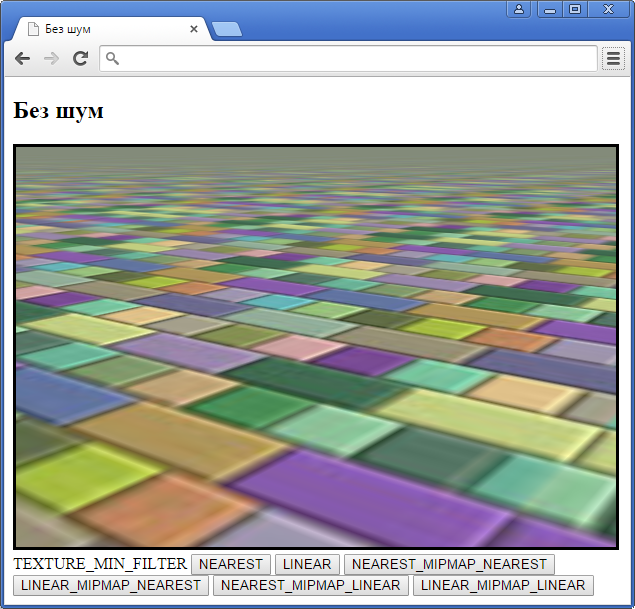 Без шум
Без шум
TEXTURE_MIN_FILTER NEAREST LINEAR NEAREST_MIPMAP_NEAREST
LINEAR_MIPMAP_NEAREST NEAREST_MIPMAP_LINEAR LINEAR_MIPMAP_LINEAR